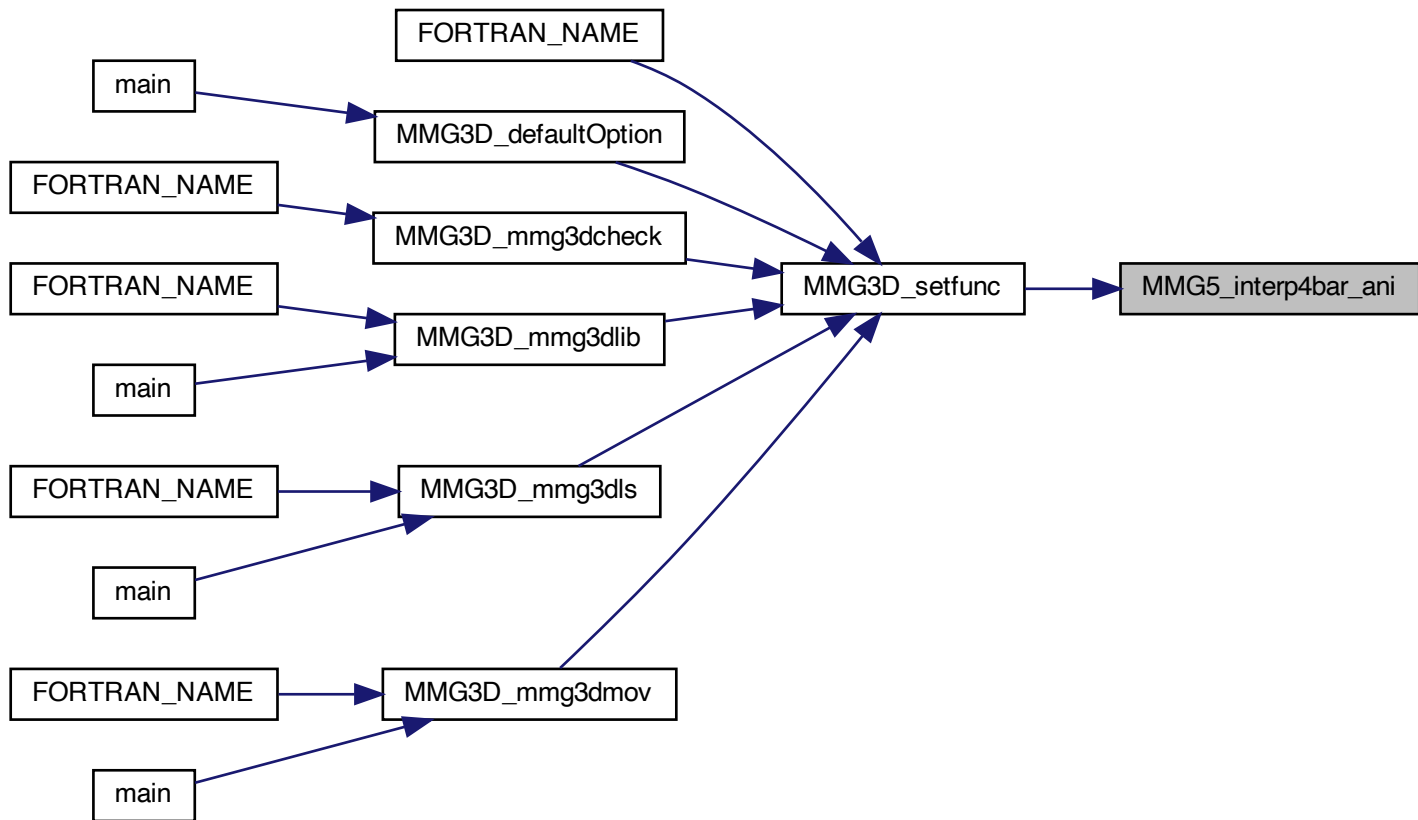 FORTRAN_NAME
main
MMG3D_defaultOption
FORTRAN_NAME
MMG3D_mmg3dcheck
FORTRAN_NAME
MMG3D_setfunc
MMG5_interp4bar_ani
MMG3D_mmg3dlib
main
FORTRAN_NAME
MMG3D_mmg3dls
main
FORTRAN_NAME
MMG3D_mmg3dmov
main